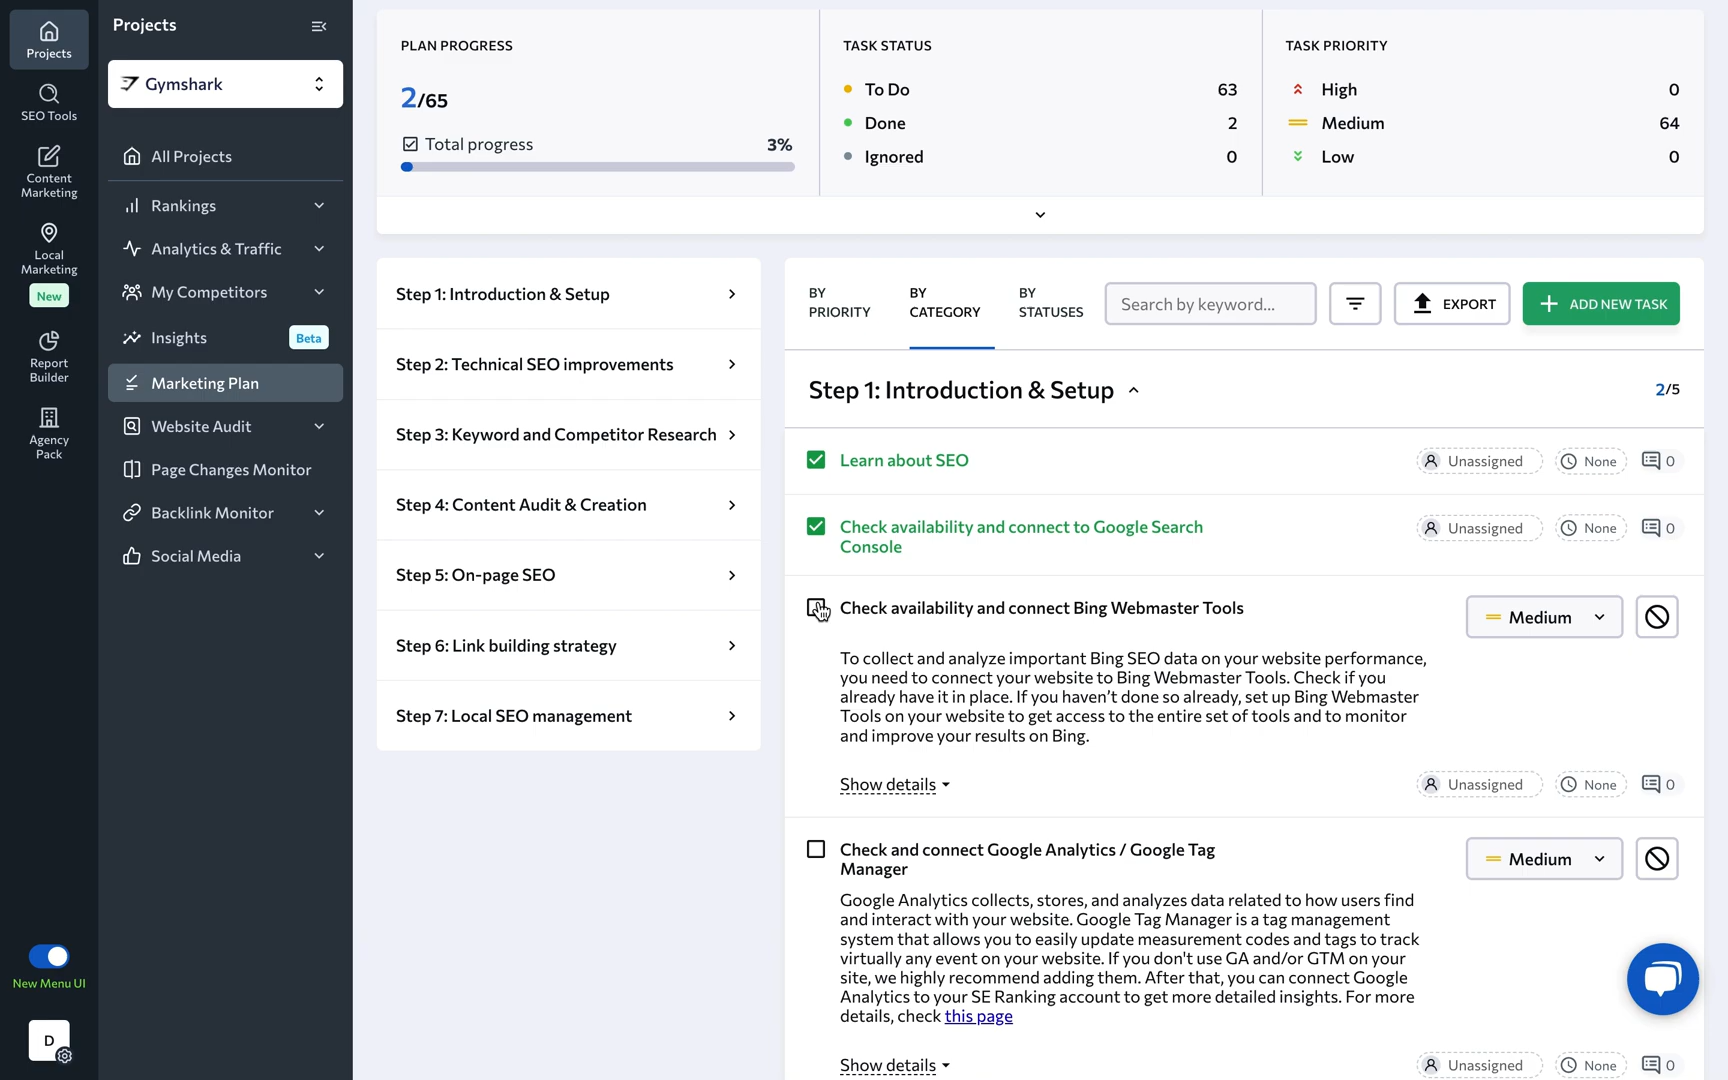 Projects
SEO Tools
Content
Marketing
Local
Marketing
New
Report
Builder
Agency
Pack
New Menu UI
D
Projects
Gymshark
All Projects
Rankings
Analytics & Traffic
My Competitors
Insights
Beta
Marketing Plan
Website Audit
Page Changes Monitor
Backlink Monitor
Social Media
PLAN PROGRESS
2/65
Total progress 3%
TASK STATUS
To Do 63
Done 2
Ignored 0
TASK PRIORITY
High 0
Medium 64
Low 0
Step 1: Introduction & Setup
Step 2: Technical SEO improvements
Step 3: Keyword and Competitor Research
Step 4: Content Audit & Creation
Step 5: On-page SEO
Step 6: Link building strategy
Step 7: Local SEO management
BY
PRIORITY
BY
CATEGORY
BY
STATUSES
Search by keyword...
EXPORT
ADD NEW TASK
Step 1: Introduction & Setup 2/5
Learn about SEO Unassigned None 0
Check availability and connect to Google Search
Console
Unassigned None 0
Check availability and connect Bing Webmaster Tools
Medium
To collect and analyze important Bing SEO data on your website performance,
you need to connect your website to Bing Webmaster Tools. Check if you
already have it in place. If you haven't done so already, set up Bing Webmaster
Tools on your website to get access to the entire set of tools and to monitor
and improve your results on Bing.
Show details Unassigned None 0
Check and connect Google Analytics / Google Tag
Manager
Medium
Google Analytics collects, stores, and analyzes data related to how users find
and interact with your website. Google Tag Manager is a tag management
system that allows you to easily update measurement codes and tags to track
virtually any event on your website. If you don't use GA and/or GTM on your
site, we highly recommend adding them. After that, you can connect Google
Analytics to your SE Ranking account to get more detailed insights. For more
details, check this page
Show details Unassigned None 0